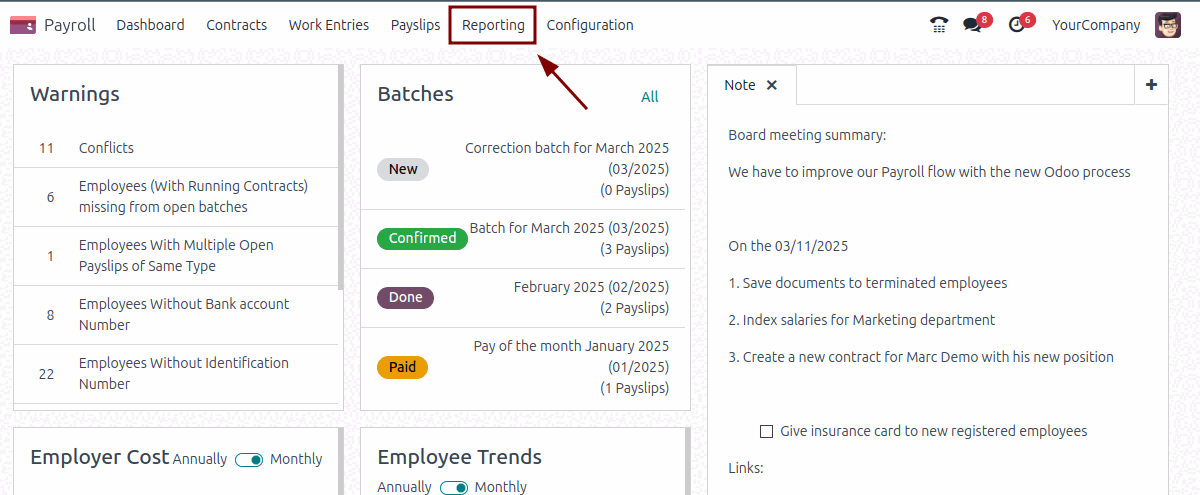 Payroll Dashboard Contracts Work Entries Payslips Reporting Configuration 8 6 YourCompany
Warnings
11 Conflicts
6 Employees (With Running Contracts)
missing from open batches
1 Employees With Multiple Open
Payslips of Same Type
8 Employees Without Bank account
Number
22 Employees Without Identification
Number
Batches All
New Correction batch for March 2025
(03/2025)
(0 Payslips)
Confirmed Batch for March 2025 (03/2025)
(3 Payslips)
Done February 2025 (02/2025)
(2 Payslips)
Paid Pay of the month January 2025
(01/2025)
(1 Payslips)
Note
Board meeting summary:
We have to improve our Payroll flow with the new Odoo process
On the 03/11/2025
1. Save documents to terminated employees
2. Index salaries for Marketing department
3. Create a new contract for Marc Demo with his new position
Give insurance card to new registered employees
Links:
Employer Cost Annually Monthly
Employee Trends
Annually Monthly